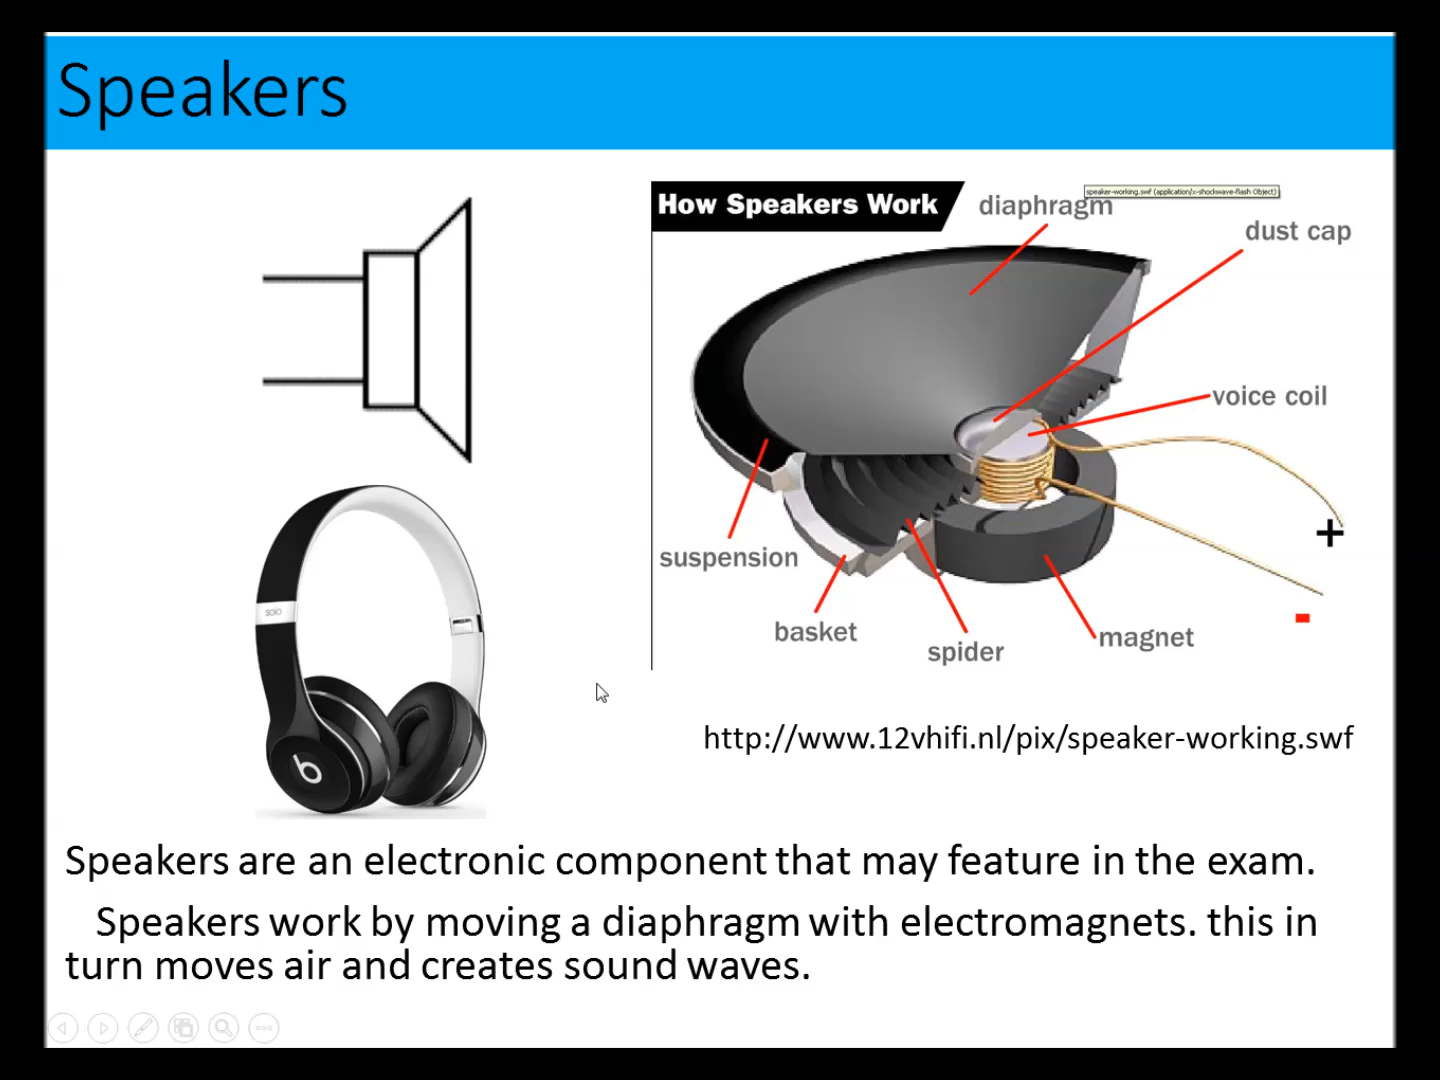 Speakers
How Speakers Work
diaphragm
speaker-working.swf (application/x-shockwave-flash Object)
dust cap
voice coil
suspension
basket
spider
magnet
+
-
solo
b
http://www.12vhifi.nl/pix/speaker-working.swf
Speakers are an electronic component that may feature in the exam.
Speakers work by moving a diaphragm with electromagnets. this in
turn moves air and creates sound waves.